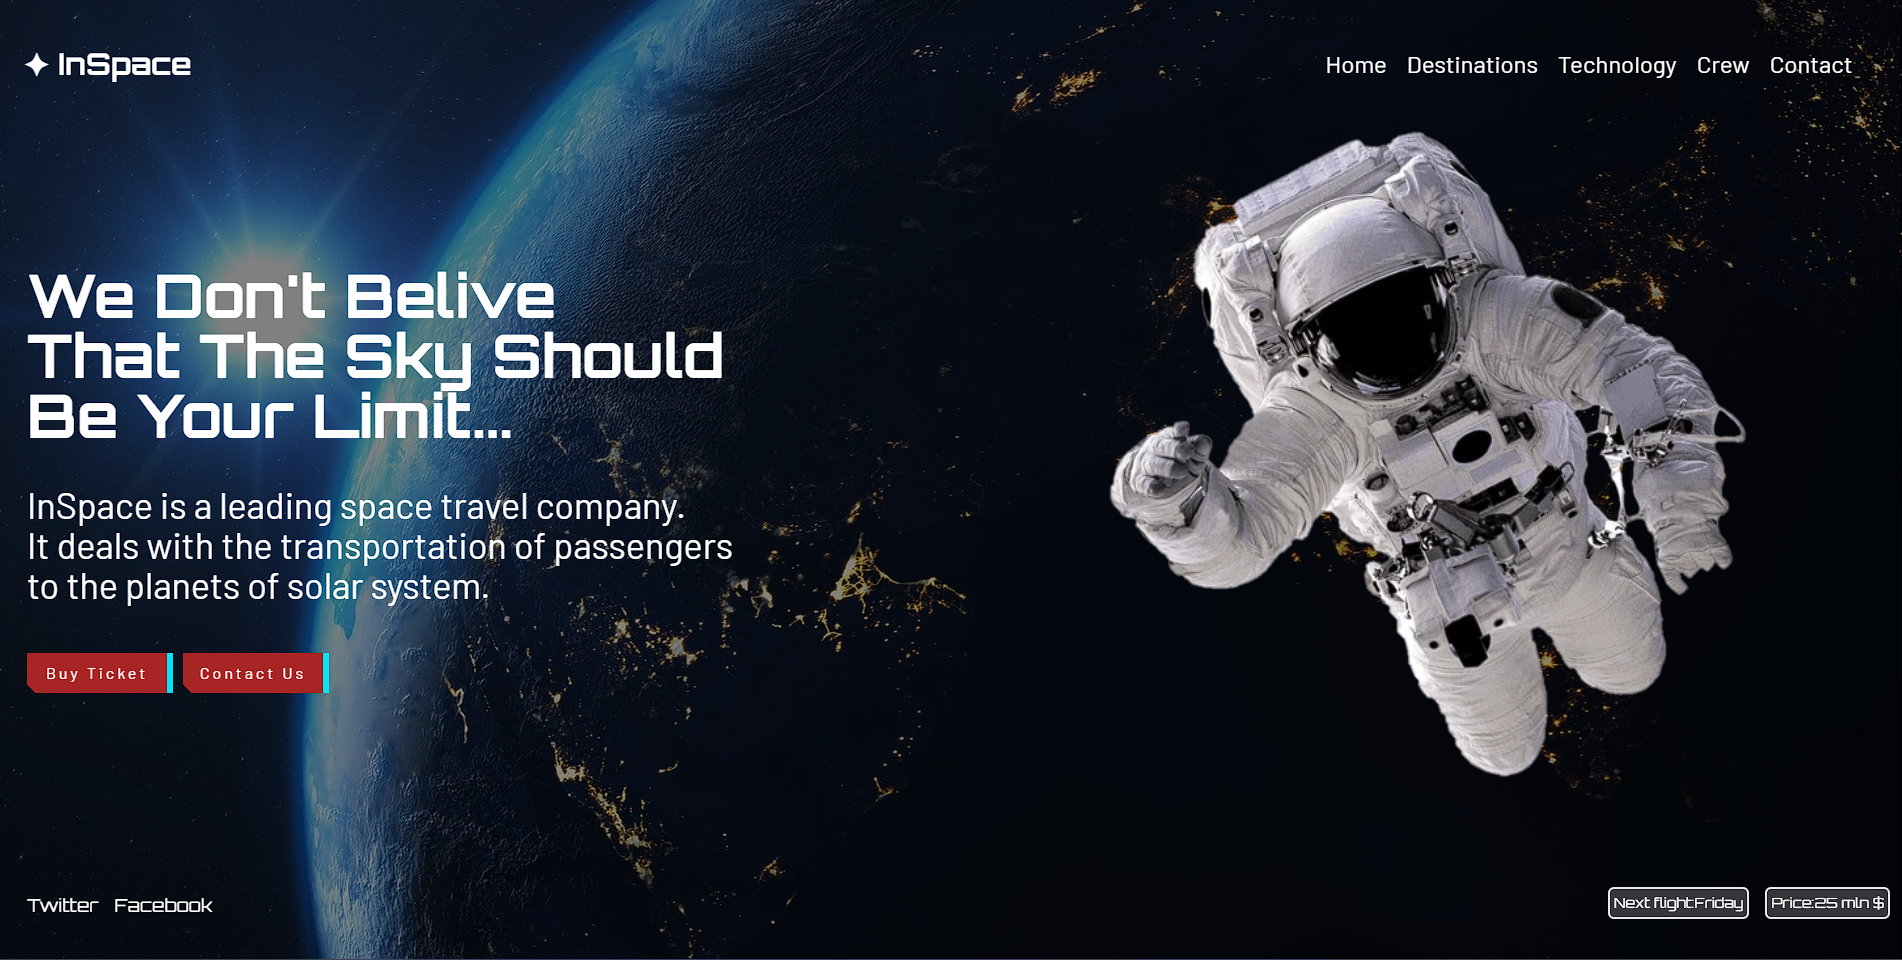 InSpace
Home Destinations Technology Crew Contact
We Don't Belive
That The Sky Should
Be Your Limit...
InSpace is a leading space travel company.
It deals with the transportation of passengers
to the planets of solar system.
Buy Ticket Contact Us
Twitter Facebook
Next flight:Friday Price:25 mln $